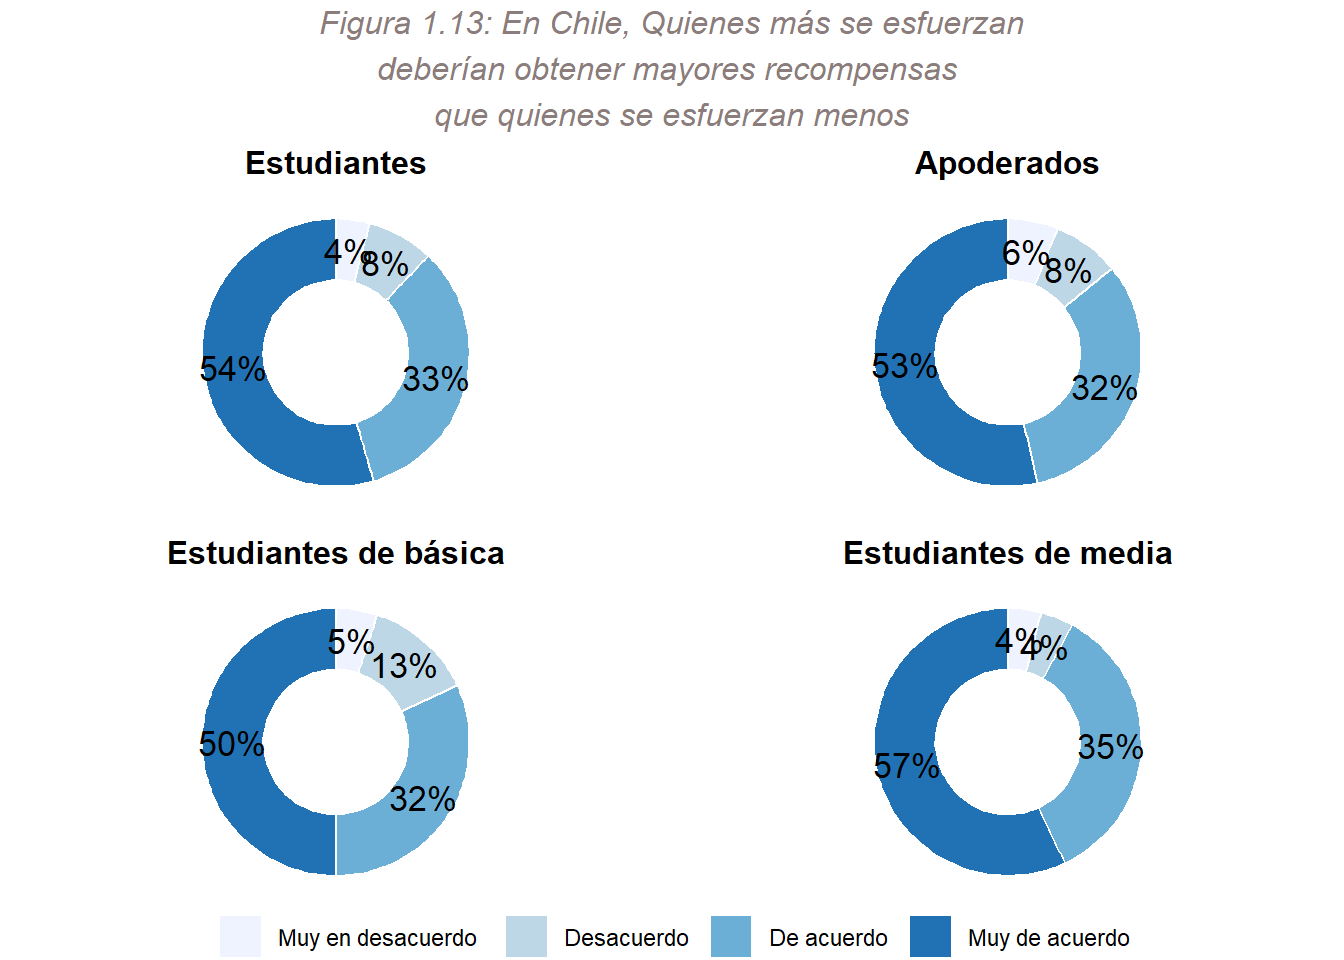 Figura 1.13: En Chile, Quienes más se esfuerzan
deberían obtener mayores recompensas
que quienes se esfuerzan menos
Estudiantes
4%
8%
33%
54%
Apoderados
6%
8%
32%
53%
Estudiantes de básica
5%
13%
32%
50%
Estudiantes de media
4%
4%
35%
57%
Muy en desacuerdo
Desacuerdo
De acuerdo
Muy de acuerdo